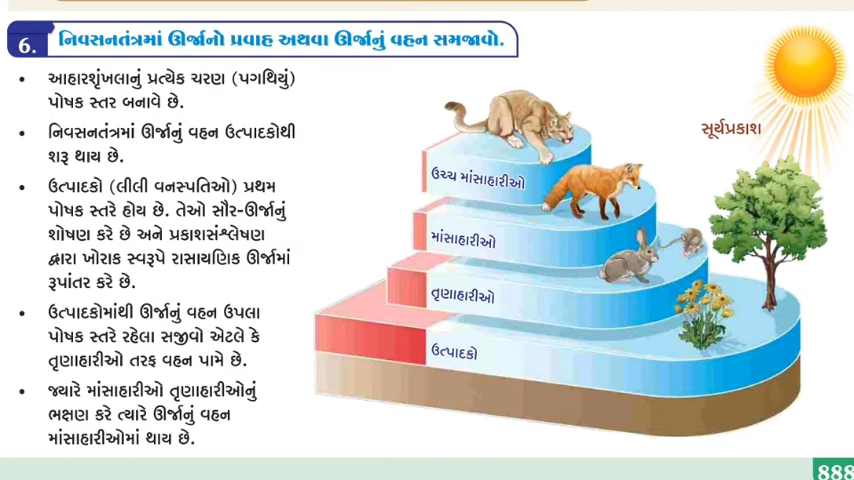 6. નિવસનતંત્રમાં ઊર્જાનો પ્રવાહ અથવા ઊર્જાનું વહન સમજાવો.
• આહારશૃંખલાનું પ્રત્યેક ચરણ (પગથિયું)
પોષક સ્તર બનાવે છે.
• નિવસનતંત્રમાં ઊર્જાનું વહન ઉત્પાદકોથી
શરૂ થાય છે.
• ઉત્પાદકો (લીલી વનસ્પતિઓ) પ્રથમ
પોષક સ્તરે હોય છે. તેઓ સૌર-ઊર્જાનું
શોષણ કરે છે અને પ્રકાશસંશ્લેષણ
દ્વારા ખોરાક સ્વરૂપે રાસાયણિક ઊર્જામાં
રૂપાંતર કરે છે.
• ઉત્પાદકોમાંથી ઊર્જાનું વહન ઉપલા
પોષક સ્તરે રહેલા સજીવો એટલે કે
તૃણાહારીઓ તરફ વહન પામે છે.
• જ્યારે માંસાહારીઓ તૃણાહારીઓનું
ભક્ષણ કરે ત્યારે ઊર્જાનું વહન
માંસાહારીઓમાં થાય છે.
સૂર્યપ્રકાશ
ઉચ્ચ માંસાહારીઓ
માંસાહારીઓ
તૃણાહારીઓ
ઉત્પાદકો
888